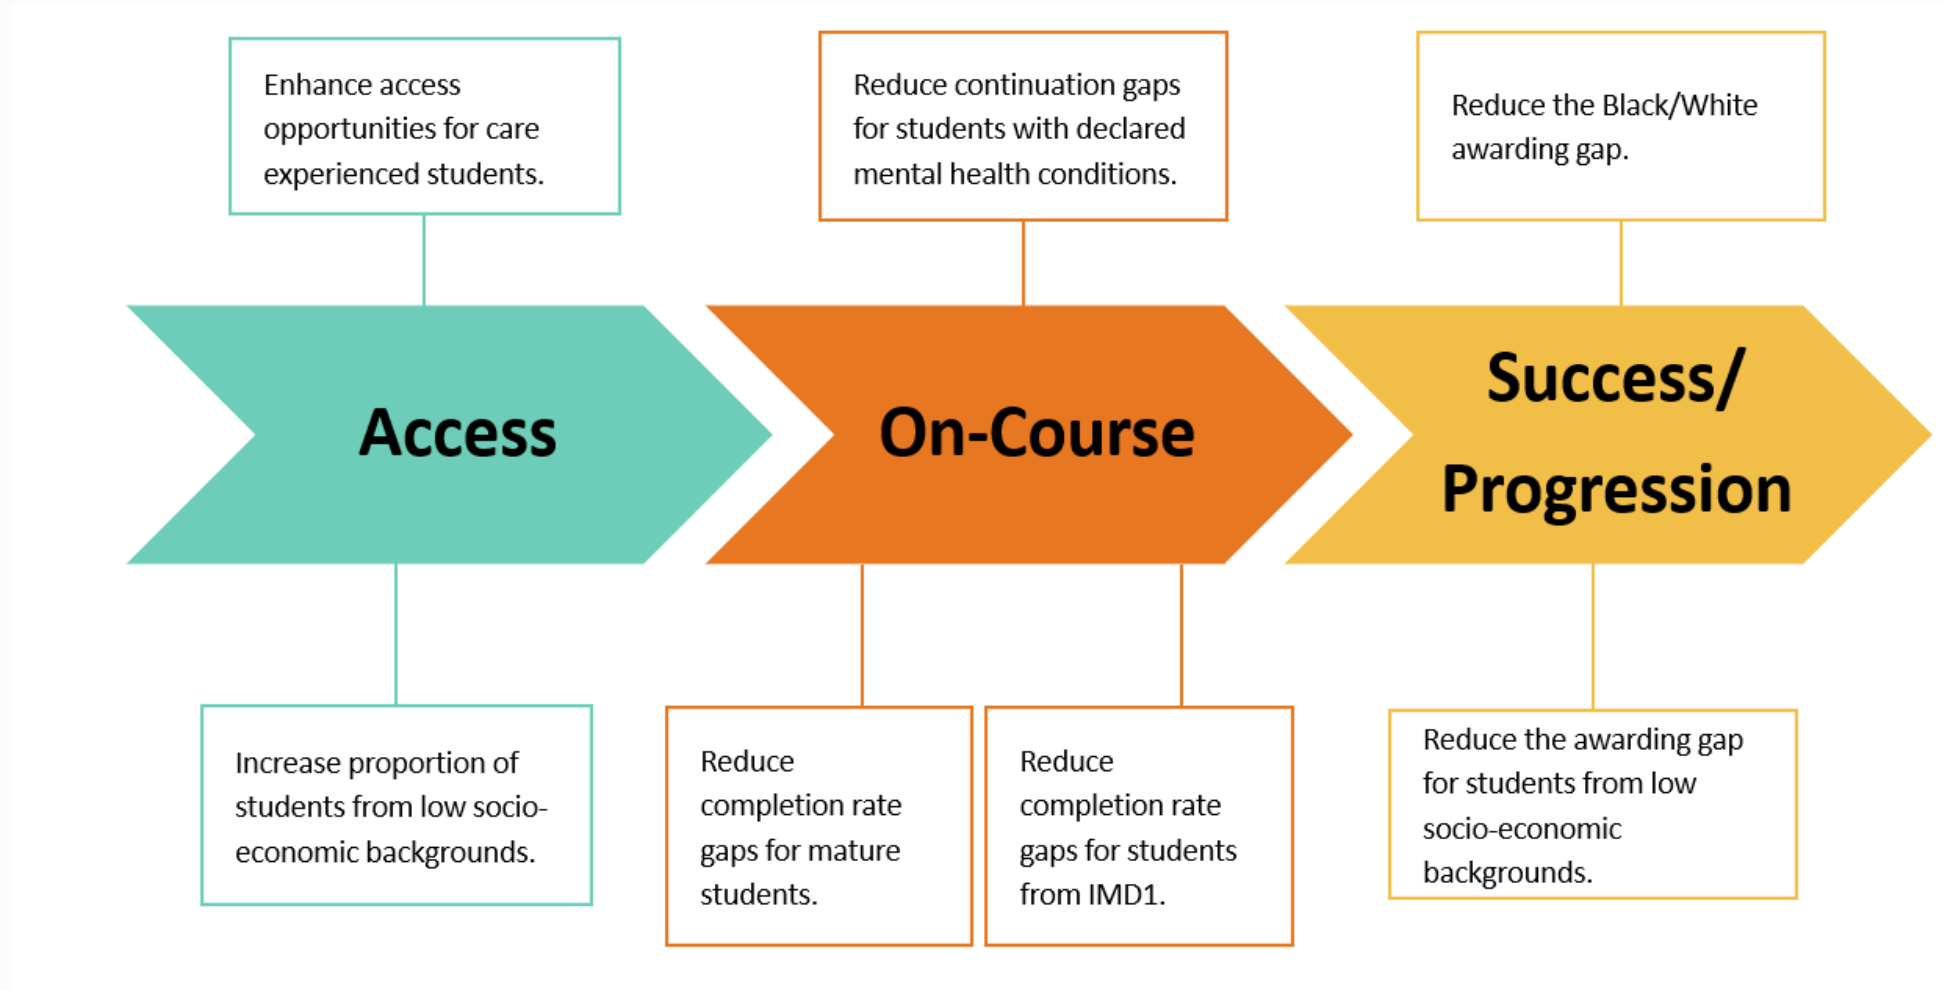 Enhance access
opportunities for care
experienced students.
Reduce continuation gaps
for students with declared
mental health conditions.
Reduce the Black/White
awarding gap.
Access
On-Course
Success/
Progression
Increase proportion of
students from low socio-
economic backgrounds.
Reduce
completion rate
gaps for mature
students.
Reduce
completion rate
gaps for students
from IMD1.
Reduce the awarding gap
for students from low
socio-economic
backgrounds.